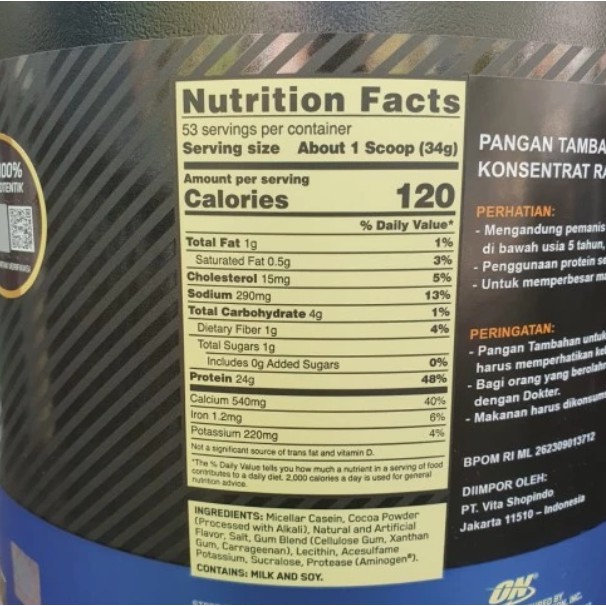 100%
Nutrition Facts
53 servings per container
Serving size About 1 Scoop (34g)
Amount per serving
Calories 120
% Daily Value*
Total Fat 1g 1%
Saturated Fat 0.5g 3%
Cholesterol 15mg 5%
Sodium 290mg 13%
Total Carbohydrate 4g 1%
Dietary Fiber 1g 4%
Total Sugars 1g
Includes 0g Added Sugars 0%
Protein 24g 48%
Calcium 540mg 40%
Iron 1.2mg 6%
Potassium 220mg 4%
Not a significant source of trans fat and vitamin D.
*The % Daily Value tells you how much a nutrient in a serving of food
contributes to a daily diet. 2,000 calories a day is used for general
nutrition advice.
INGREDIENTS: Micellar Casein, Cocoa Powder
(Processed with Alkali), Natural and Artificial
Flavor, Salt, Gum Blend (Cellulose Gum, Xanthan
Gum, Carrageenan), Lecithin, Acesulfame
Potassium, Sucralose, Protease (Aminogen®).
CONTAINS: MILK AND SOY.
PANGAN TAMBA
KONSENTRAT RA
PERHATIAN:
- Mengandung pemanis
di bawah usia 5 tahun,
- Penggunaan protein se
- Untuk memperbesar ma
PERINGATAN:
- Pangan Tambahan untuk
harus memperhatikan
- Bagi orang yang berolahr
dengan Dokter.
- Makanan harus dikonsum
BPOM RI ML 262309013712
DIIMPOR OLEH:
PT. Vita Shopindo
Jakarta 11510 – Indonesia
ON